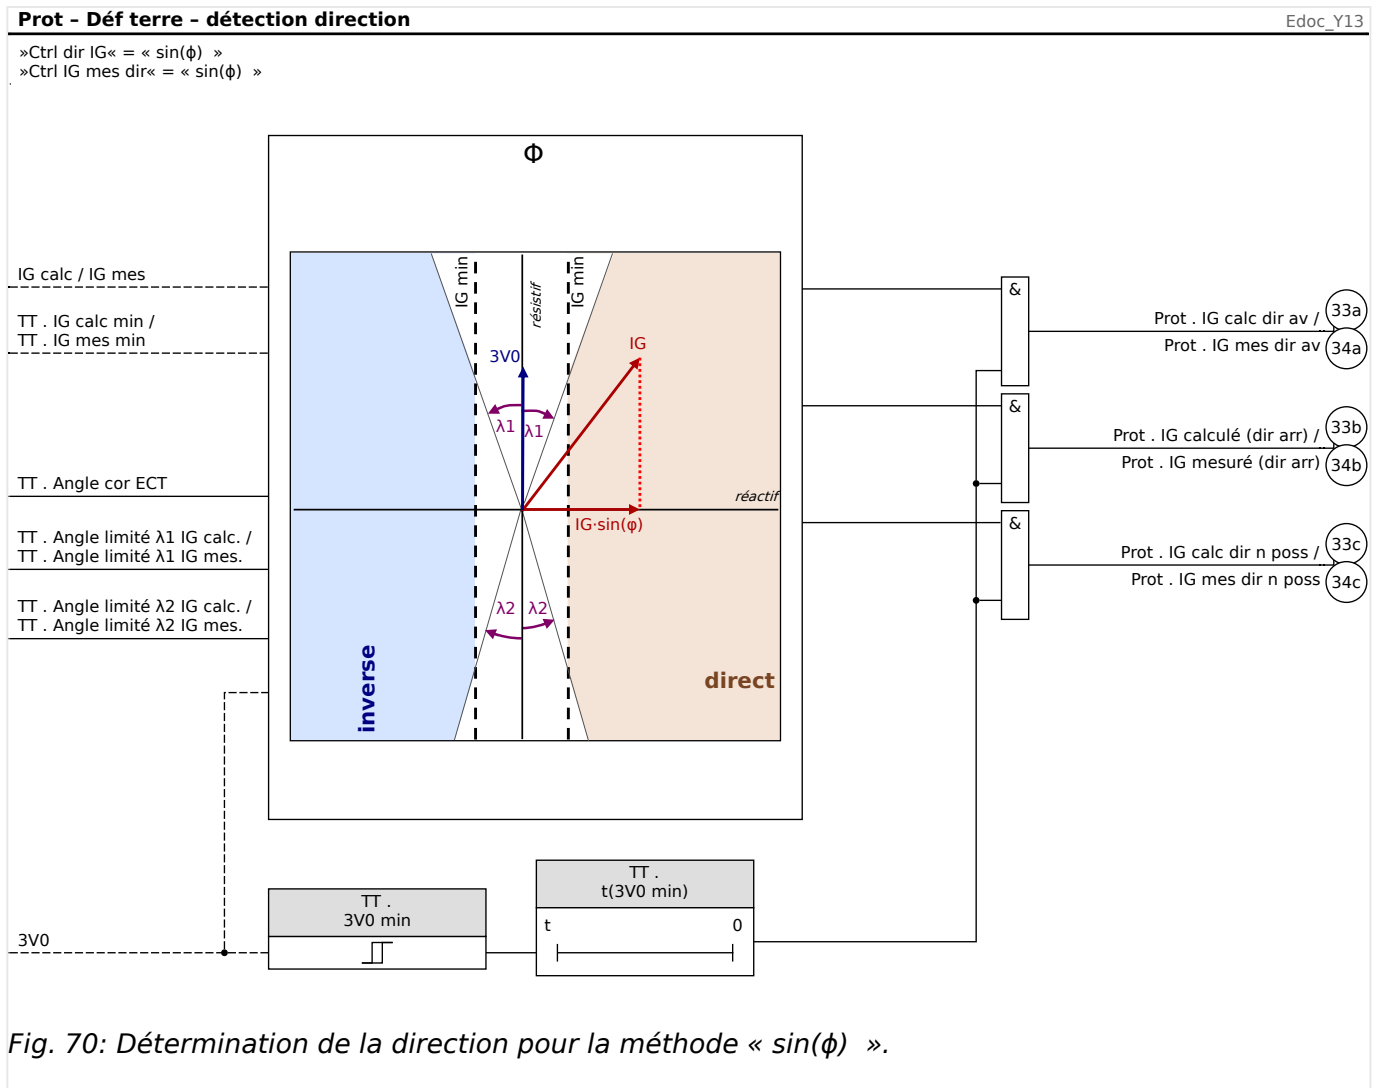 Prot – Déf terre – détection direction
Edoc_Y13
»Ctrl dir IG« = « sin(ϕ)  »
»Ctrl IG mes dir« = « sin(ϕ)  »
Φ
IG calc / IG mes
TT . IG calc min /
TT . IG mes min
TT . Angle cor ECT
TT . Angle limité λ1 IG calc. /
TT . Angle limité λ1 IG mes.
TT . Angle limité λ2 IG calc. /
TT . Angle limité λ2 IG mes.
3V0
IG min
résistif
IG min
3V0
IG
λ1
λ1
réactif
IG·sin(φ)
λ2
λ2
inverse
direct
&
Prot . IG calc dir av /
33a
Prot . IG mes dir av
34a
&
Prot . IG calculé (dir arr) /
33b
Prot . IG mesuré (dir arr)
34b
&
Prot . IG calc dir n poss /
33c
Prot . IG mes dir n poss
34c
TT .
3V0 min
TT .
t(3V0 min)
t
0
Fig. 70: Détermination de la direction pour la méthode « sin(ϕ)  ».